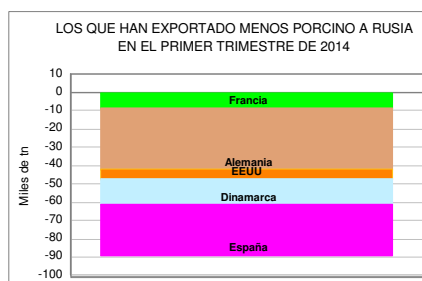 LOS QUE HAN EXPORTADO MENOS PORCINO A RUSIA
EN EL PRIMER TRIMESTRE DE 2014
Miles de tn
10
0
-10
-20
-30
-40
-50
-60
-70
-80
-90
-100
Francia
Alemania
EEUU
Dinamarca
España